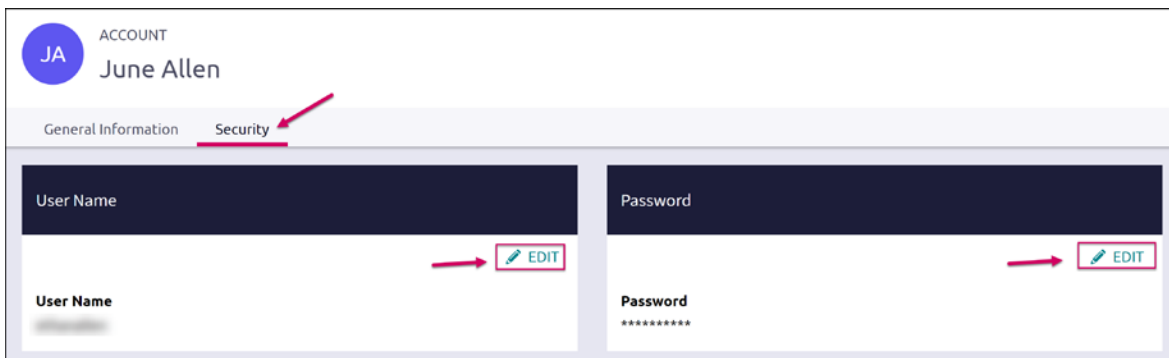 JA
ACCOUNT
June Allen
General Information
Security
User Name
Password
EDIT
EDIT
User Name
Password
**********